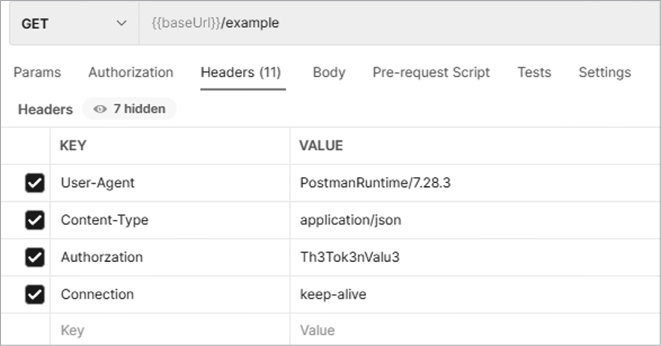 GET {{baseUrl}}/example
Params Authorization Headers (11) Body Pre-request Script Tests Settings
Headers 7 hidden
KEY VALUE
User-Agent PostmanRuntime/7.28.3
Content-Type application/json
Authorzation Th3Tok3nValu3
Connection keep-alive
Key Value